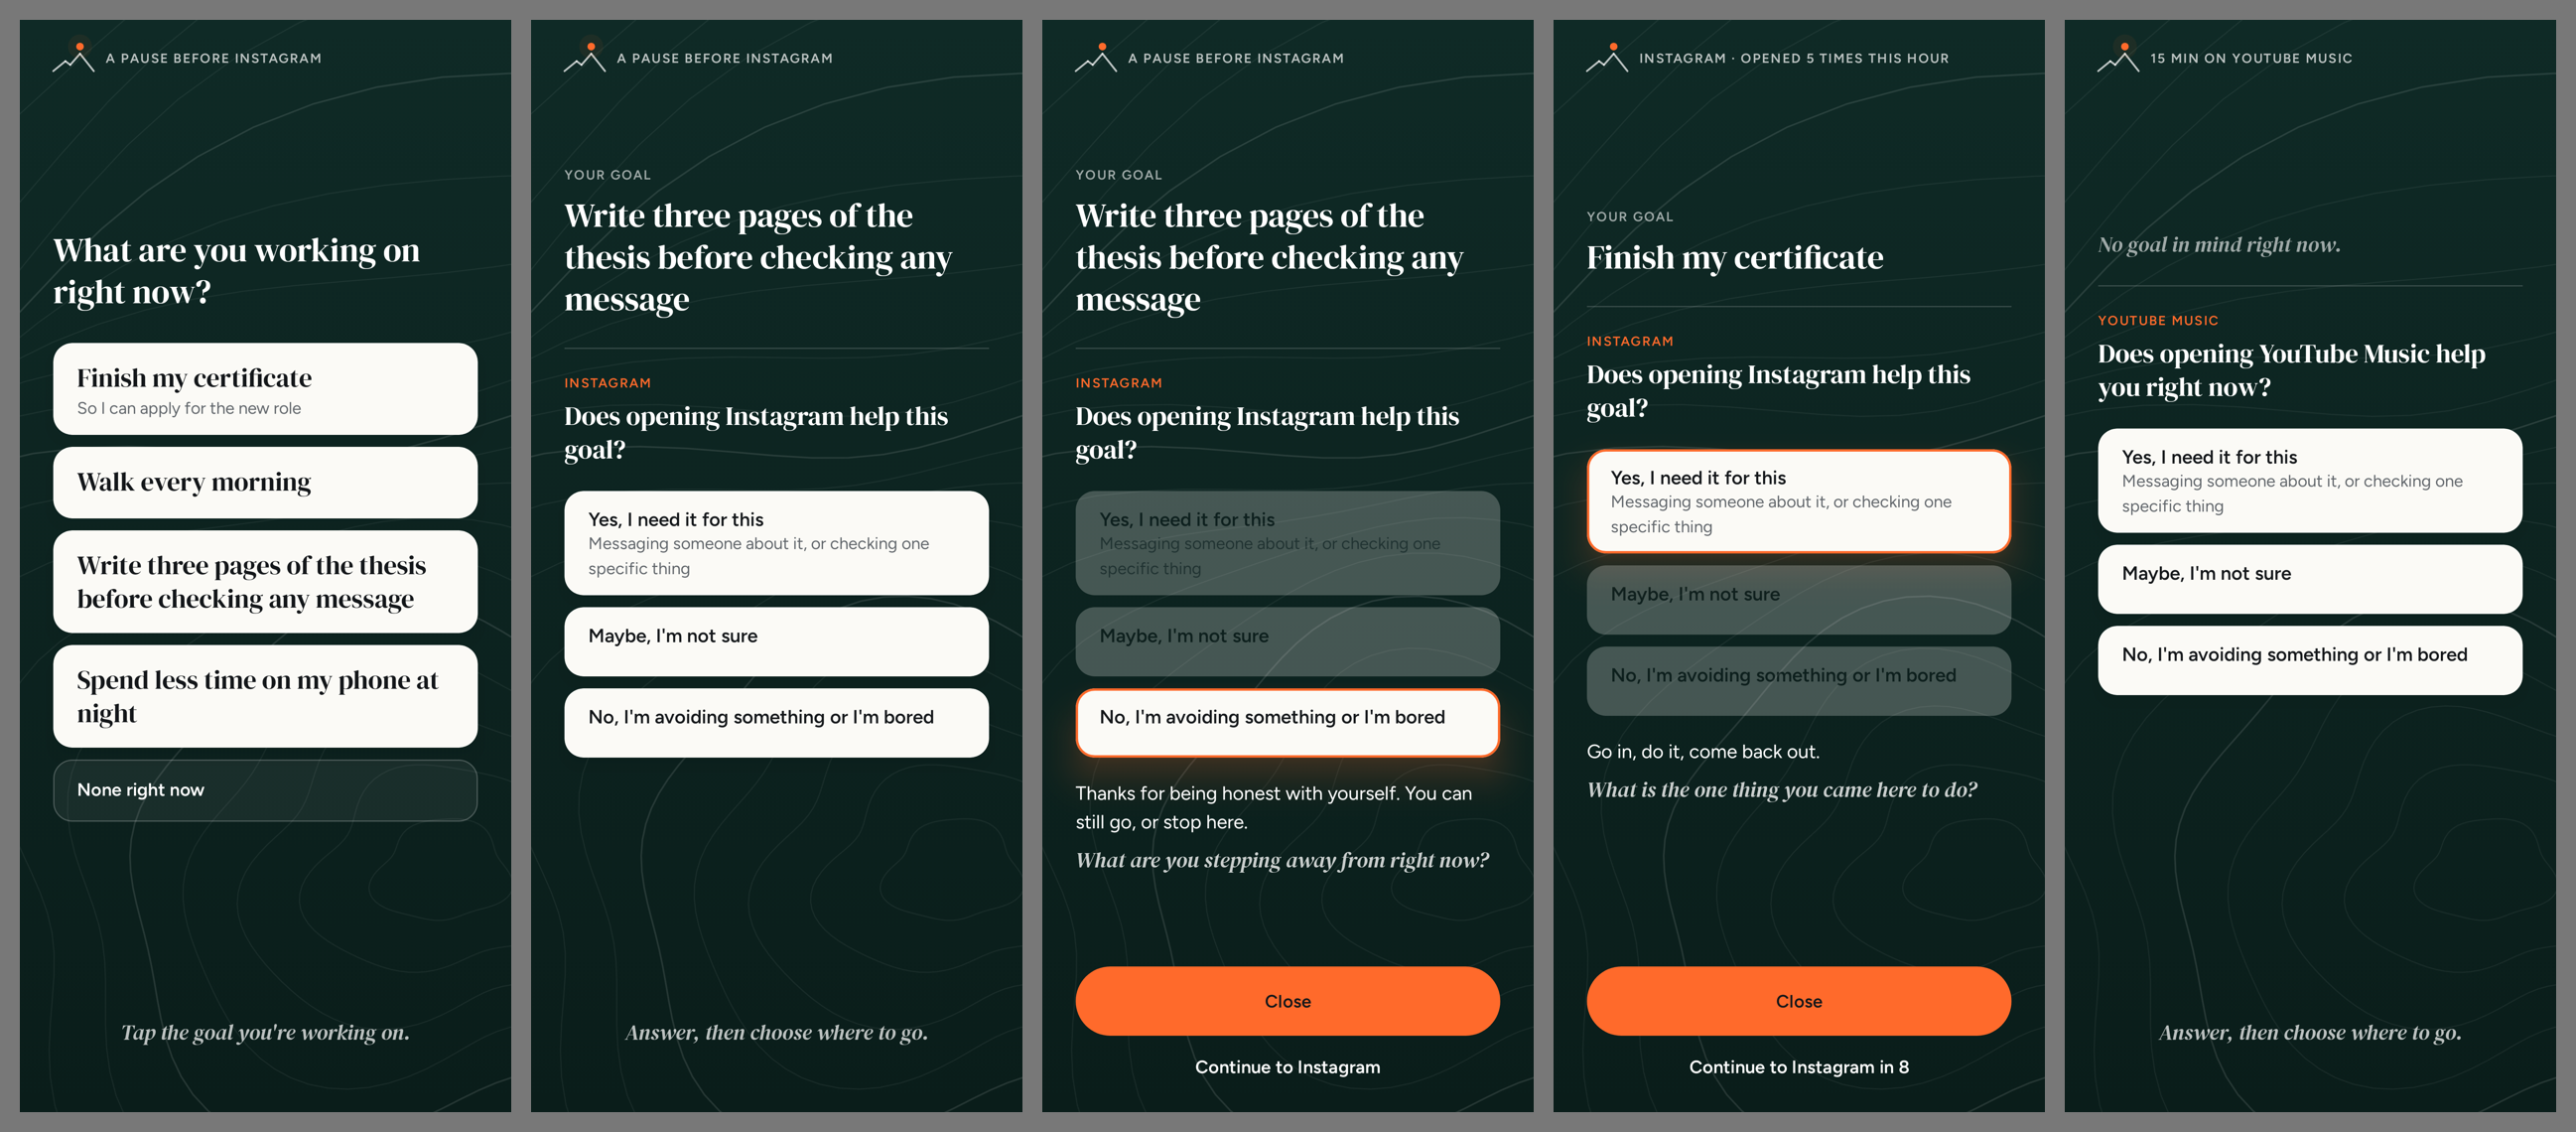 A PAUSE BEFORE INSTAGRAM
What are you working on
right now?
Finish my certificate
So I can apply for the new role
Walk every morning
Write three pages of the thesis
before checking any message
Spend less time on my phone at
night
None right now
Tap the goal you're working on.
A PAUSE BEFORE INSTAGRAM
YOUR GOAL
Write three pages of the
thesis before checking any
message
INSTAGRAM
Does opening Instagram help this
goal?
Yes, I need it for this
Messaging someone about it, or checking one
specific thing
Maybe, I'm not sure
No, I'm avoiding something or I'm bored
Answer, then choose where to go.
A PAUSE BEFORE INSTAGRAM
YOUR GOAL
Write three pages of the
thesis before checking any
message
INSTAGRAM
Does opening Instagram help this
goal?
Yes, I need it for this
Messaging someone about it, or checking one
specific thing
Maybe, I'm not sure
No, I'm avoiding something or I'm bored
Thanks for being honest with yourself. You can
still go, or stop here.
What are you stepping away from right now?
Close
Continue to Instagram
INSTAGRAM · OPENED 5 TIMES THIS HOUR
YOUR GOAL
Finish my certificate
INSTAGRAM
Does opening Instagram help this
goal?
Yes, I need it for this
Messaging someone about it, or checking one
specific thing
Maybe, I'm not sure
No, I'm avoiding something or I'm bored
Go in, do it, come back out.
What is the one thing you came here to do?
Close
Continue to Instagram in 8
15 MIN ON YOUTUBE MUSIC
No goal in mind right now.
YOUTUBE MUSIC
Does opening YouTube Music help
you right now?
Yes, I need it for this
Messaging someone about it, or checking one
specific thing
Maybe, I'm not sure
No, I'm avoiding something or I'm bored
Answer, then choose where to go.